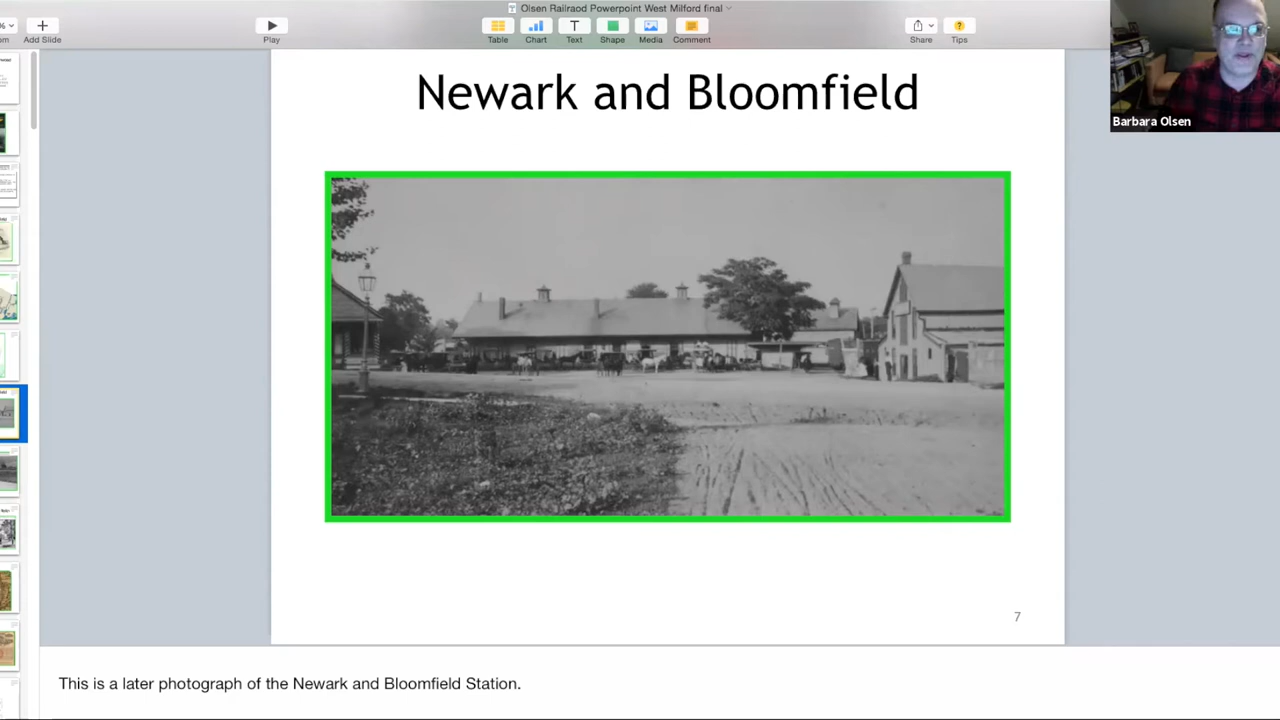 Olsen Railraod Powerpoint West Milford final
Add Slide
Play
Table
Chart
Text
Shape
Media
Comment
Share
Tips
Barbara Olsen
Newark and Bloomfield
7
This is a later photograph of the Newark and Bloomfield Station.